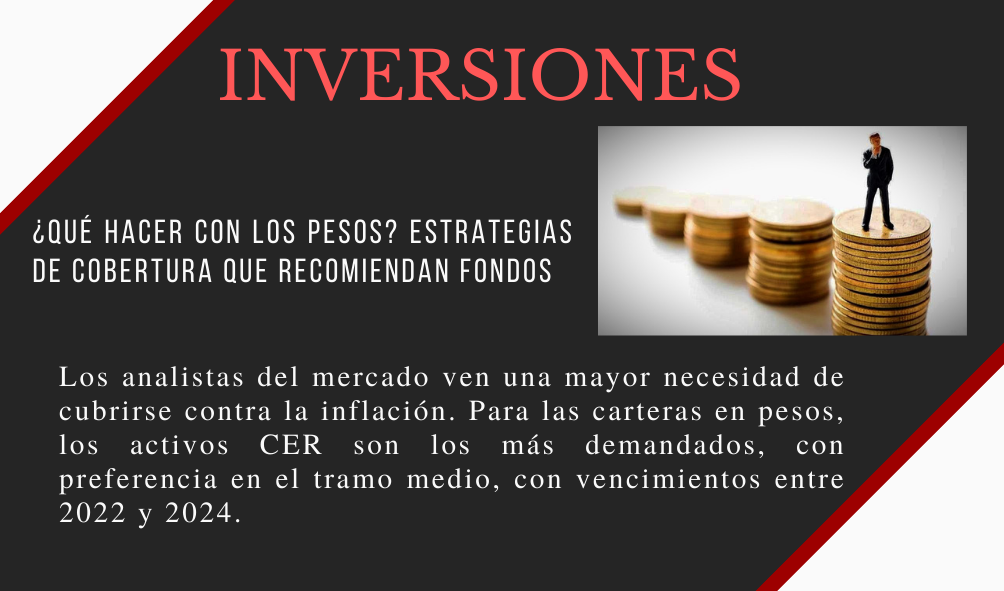 INVERSIONES
¿QUÉ HACER CON LOS PESOS? ESTRATEGIAS
DE COBERTURA QUE RECOMIENDAN FONDOS
Los analistas del mercado ven una mayor necesidad de
cubrirse contra la inflación. Para las carteras en pesos,
los activos CER son los más demandados, con
preferencia en el tramo medio, con vencimientos entre
2022 y 2024.